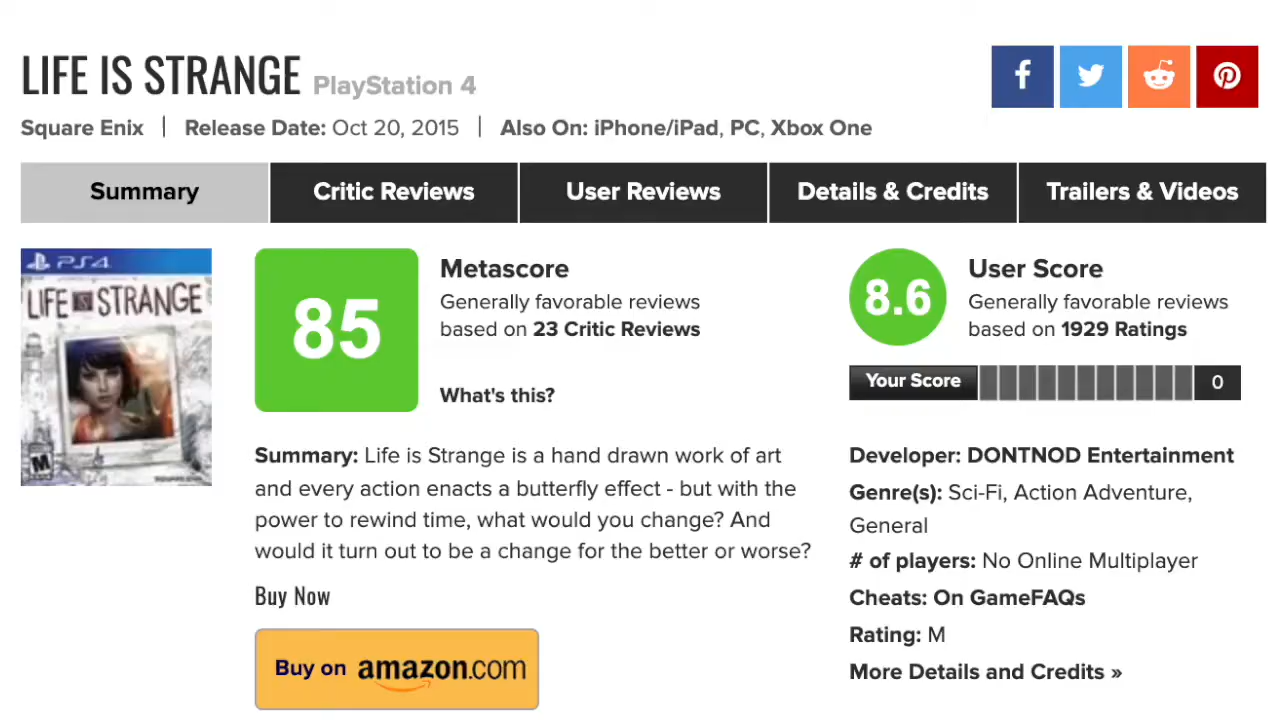 LIFE IS STRANGE PlayStation 4
Square Enix | Release Date: Oct 20, 2015 | Also On: iPhone/iPad, PC, Xbox One
Summary Critic Reviews User Reviews Details & Credits Trailers & Videos
PS4
LIFE IS STRANGE
M
SQUARE ENIX
85
Metascore
Generally favorable reviews
based on 23 Critic Reviews
What's this?
Summary: Life is Strange is a hand drawn work of art
and every action enacts a butterfly effect - but with the
power to rewind time, what would you change? And
would it turn out to be a change for the better or worse?
Buy Now
Buy on amazon.com
8.6
User Score
Generally favorable reviews
based on 1929 Ratings
Your Score 0
Developer: DONTNOD Entertainment
Genre(s): Sci-Fi, Action Adventure,
General
# of players: No Online Multiplayer
Cheats: On GameFAQs
Rating: M
More Details and Credits »